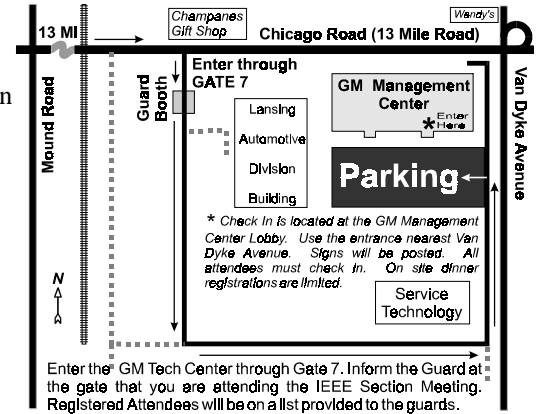 Champanes
Gift Shop
Wendy's
13 MI
Chicago Road (13 Mile Road)
Enter through
GATE 7
n
Mound Road
Guard
Booth
Lansing
Automotive
Division
Building
GM Management
Center
* Enter
Here
Van Dyke Avenue
Parking
* Check In is located at the GM Management
Center Lobby. Use the entrance nearest Van
Dyke Avenue. Signs will be posted. All
attendees must check in. On site dinner
registrations are limited.
N
Service
Technology
Enter the GM Tech Center through Gate 7. Inform the Guard at
the gate that you are attending the IEEE Section Meeting.
Registered Attendees will be on a list provided to the guards.